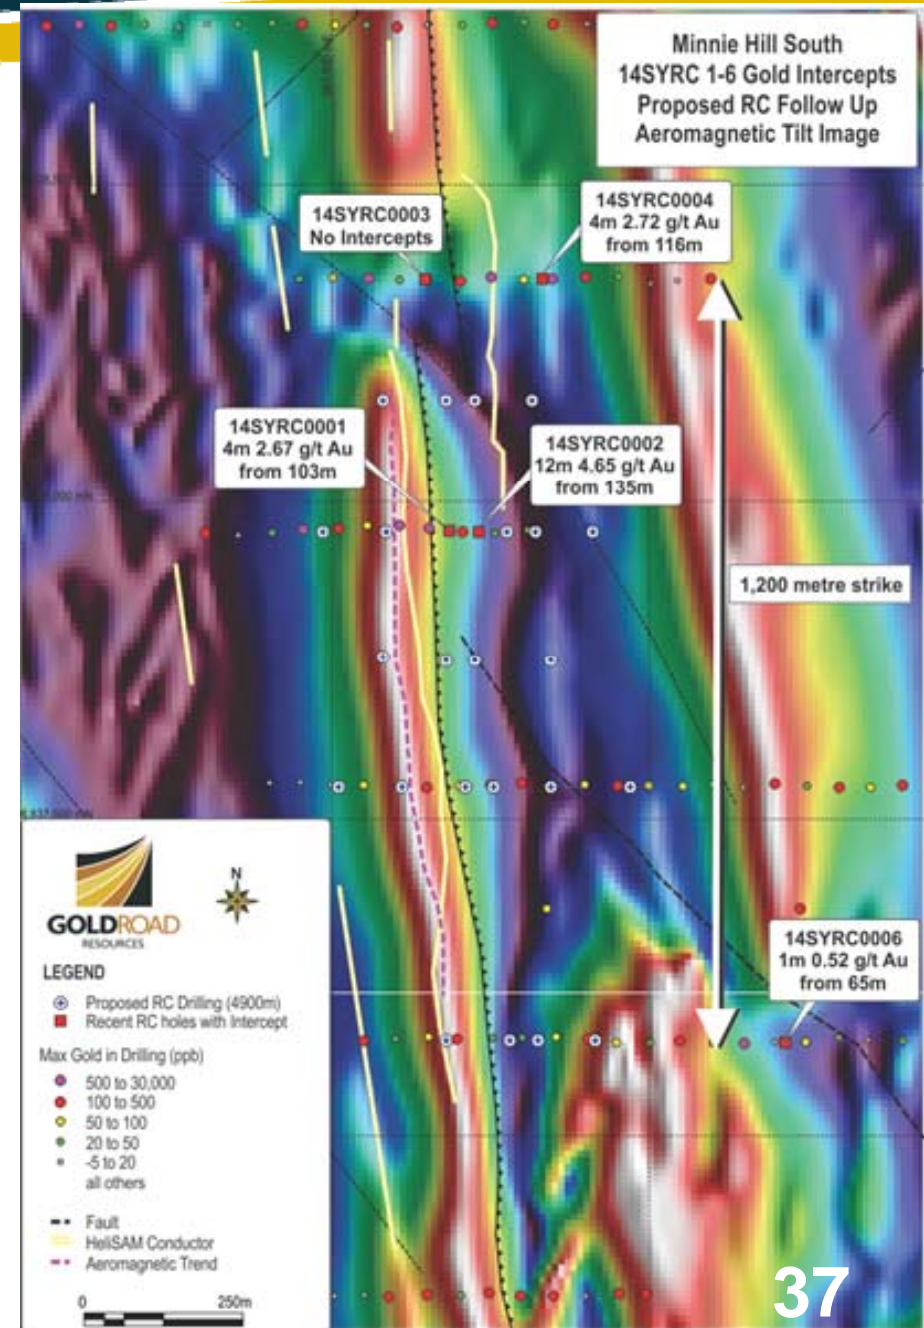 Minnie Hill South
14SYRC 1-6 Gold Intercepts
Proposed RC Follow Up
Aeromagnetic Tilt Image
14SYRC0003
No Intercepts
14SYRC0004
4m 2.72 g/t Au
from 116m
14SYRC0001
4m 2.67 g/t Au
from 103m
14SYRC0002
12m 4.65 g/t Au
from 135m
1,200 metre strike
14SYRC0006
1m 0.52 g/t Au
from 65m
GOLDROAD
RESOURCES
N
LEGEND
Proposed RC Drilling (4900m)
Recent RC holes with Intercept
Max Gold in Drilling (ppb)
500 to 30,000
100 to 500
50 to 100
20 to 50
-5 to 20
all others
Fault
HeliSAM Conductor
Aeromagnetic Trend
0 250m
37